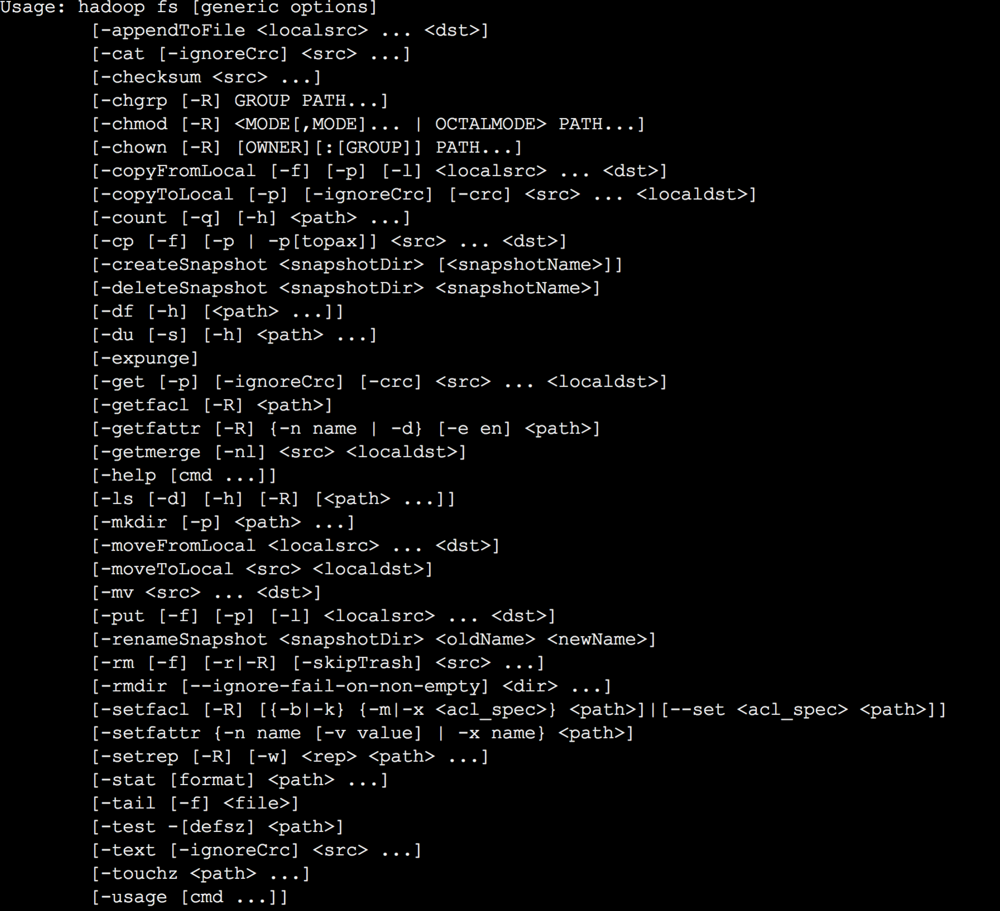 Usage: hadoop fs [generic options]
[-appendToFile <localsrc> ... <dst>]
[-cat [-ignoreCrc] <src> ...]
[-checksum <src> ...]
[-chgrp [-R] GROUP PATH...]
[-chmod [-R] <MODE[,MODE]... | OCTALMODE> PATH...]
[-chown [-R] [OWNER][:[GROUP]] PATH...]
[-copyFromLocal [-f] [-p] [-l] <localsrc> ... <dst>]
[-copyToLocal [-p] [-ignoreCrc] [-crc] <src> ... <localdst>]
[-count [-q] [-h] <path> ...]
[-cp [-f] [-p | -p[topax]] <src> ... <dst>]
[-createSnapshot <snapshotDir> [<snapshotName>]]
[-deleteSnapshot <snapshotDir> <snapshotName>]
[-df [-h] [<path> ...]]
[-du [-s] [-h] <path> ...]
[-expunge]
[-get [-p] [-ignoreCrc] [-crc] <src> ... <localdst>]
[-getfacl [-R] <path>]
[-getfattr [-R] {-n name | -d} [-e en] <path>]
[-getmerge [-nl] <src> <localdst>]
[-help [cmd ...]]
[-ls [-d] [-h] [-R] [<path> ...]]
[-mkdir [-p] <path> ...]
[-moveFromLocal <localsrc> ... <dst>]
[-moveToLocal <src> <localdst>]
[-mv <src> ... <dst>]
[-put [-f] [-p] [-l] <localsrc> ... <dst>]
[-renameSnapshot <snapshotDir> <oldName> <newName>]
[-rm [-f] [-r|-R] [-skipTrash] <src> ...]
[-rmdir [--ignore-fail-on-non-empty] <dir> ...]
[-setfacl [-R] [{-b|-k} {-m|-x <acl_spec>} <path>]|[--set <acl_spec> <path>]]
[-setfattr {-n name [-v value] | -x name} <path>]
[-setrep [-R] [-w] <rep> <path> ...]
[-stat [format] <path> ...]
[-tail [-f] <file>]
[-test -[defsz] <path>]
[-text [-ignoreCrc] <src> ...]
[-touchz <path> ...]
[-usage [cmd ...]]